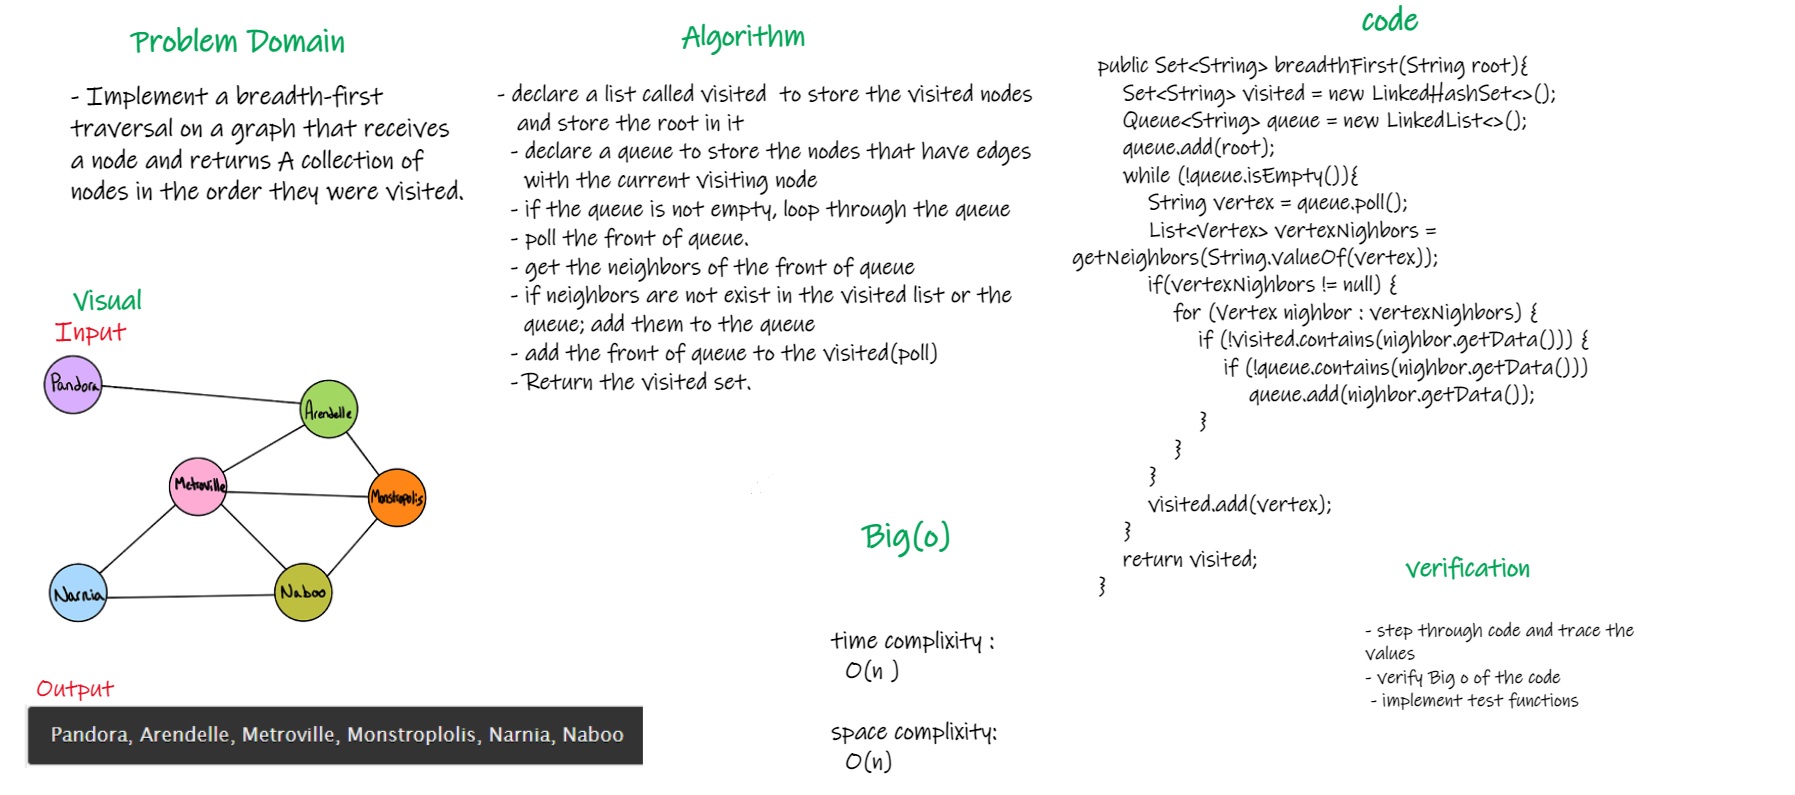 Problem Domain
- Implement a breadth-first
traversal on a graph that receives
a node and returns A collection of
nodes in the order they were visited.
Visual
Input
Pandora
Arendelle
Metroville
Monstropolis
Narnia
Naboo
Output
Pandora, Arendelle, Metroville, Monstroplolis, Narnia, Naboo
Algorithm
- declare a list called visited to store the visited nodes
and store the root in it
- declare a queue to store the nodes that have edges
with the current visiting node
- if the queue is not empty, loop through the queue
- poll the front of queue.
- get the neighbors of the front of queue
- if neighbors are not exist in the visited list or the
queue; add them to the queue
- add the front of queue to the visited(poll)
- Return the visited set.
Big(o)
time complixity :
O(n )
space complixity:
O(n)
code
public Set<String> breadthFirst(String root){
Set<String> visited = new LinkedHashSet<>();
Queue<String> queue = new LinkedList<>();
queue.add(root);
while (!queue.isEmpty()){
String vertex = queue.poll();
List<Vertex> vertexNighbors =
getNeighbors(String.valueOf(vertex));
if(vertexNighbors != null) {
for (Vertex neighbor : vertexNighbors) {
if (!visited.contains(neighbor.getData())) {
if (!queue.contains(neighbor.getData()))
queue.add(neighbor.getData());
}
}
}
visited.add(vertex);
}
return visited;
}
verification
- step through code and trace the
values
- verify Big o of the code
- implement test functions